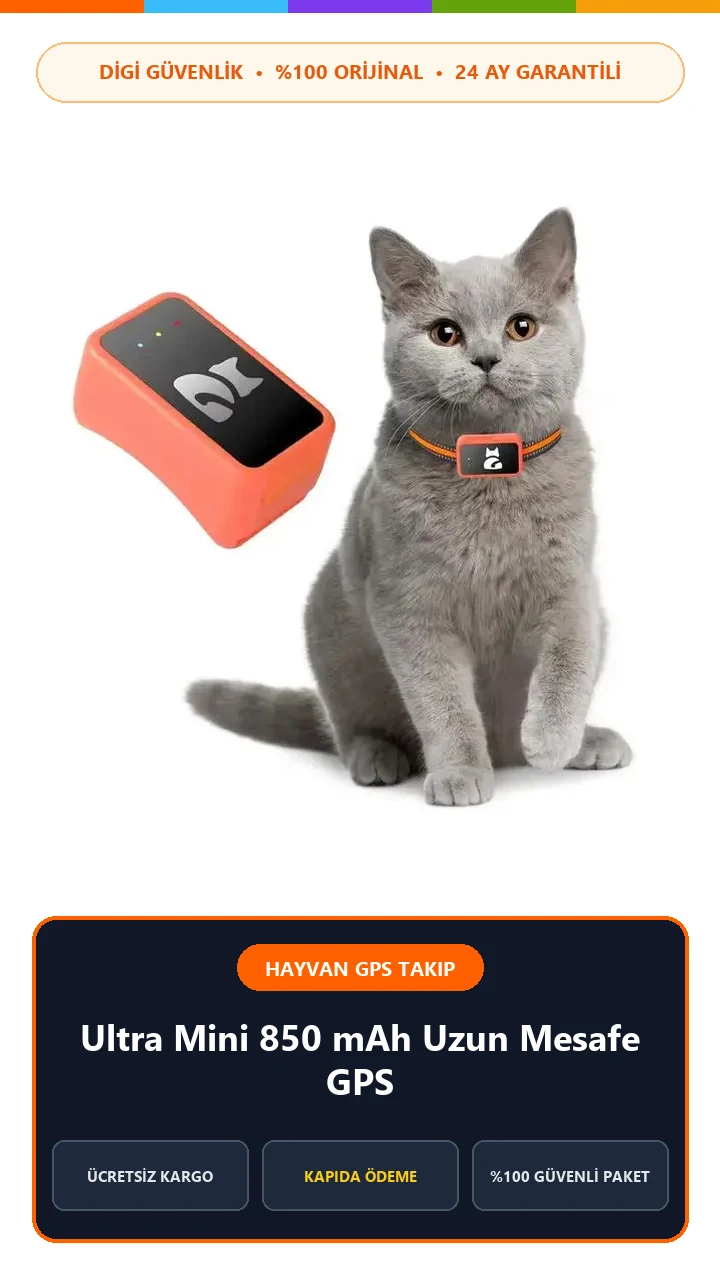 DİGİ GÜVENLİK • %100 ORİJİNAL • 24 AY GARANTİLİ
HAYVAN GPS TAKIP
Ultra Mini 850 mAh Uzun Mesafe
GPS
ÜCRETSİZ KARGO
KAPIDA ÖDEME
%100 GÜVENLİ PAKET